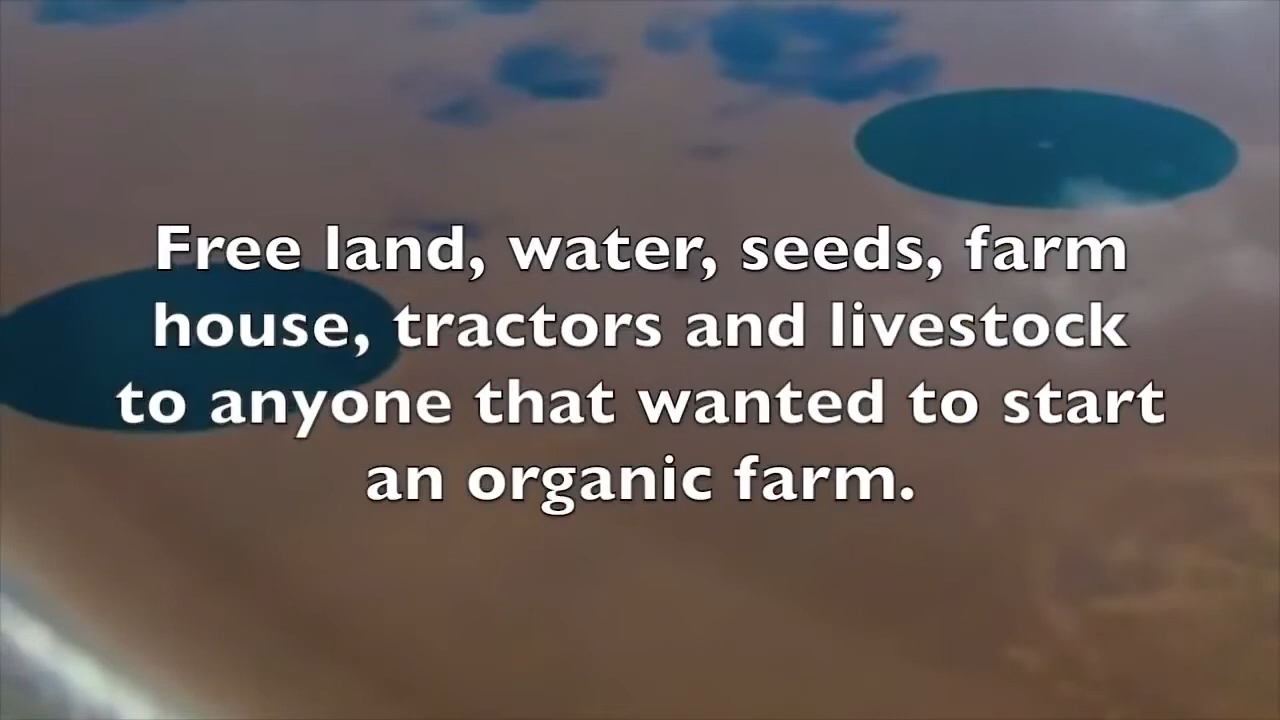 Free land, water, seeds, farm
house, tractors and livestock
to anyone that wanted to start
an organic farm.